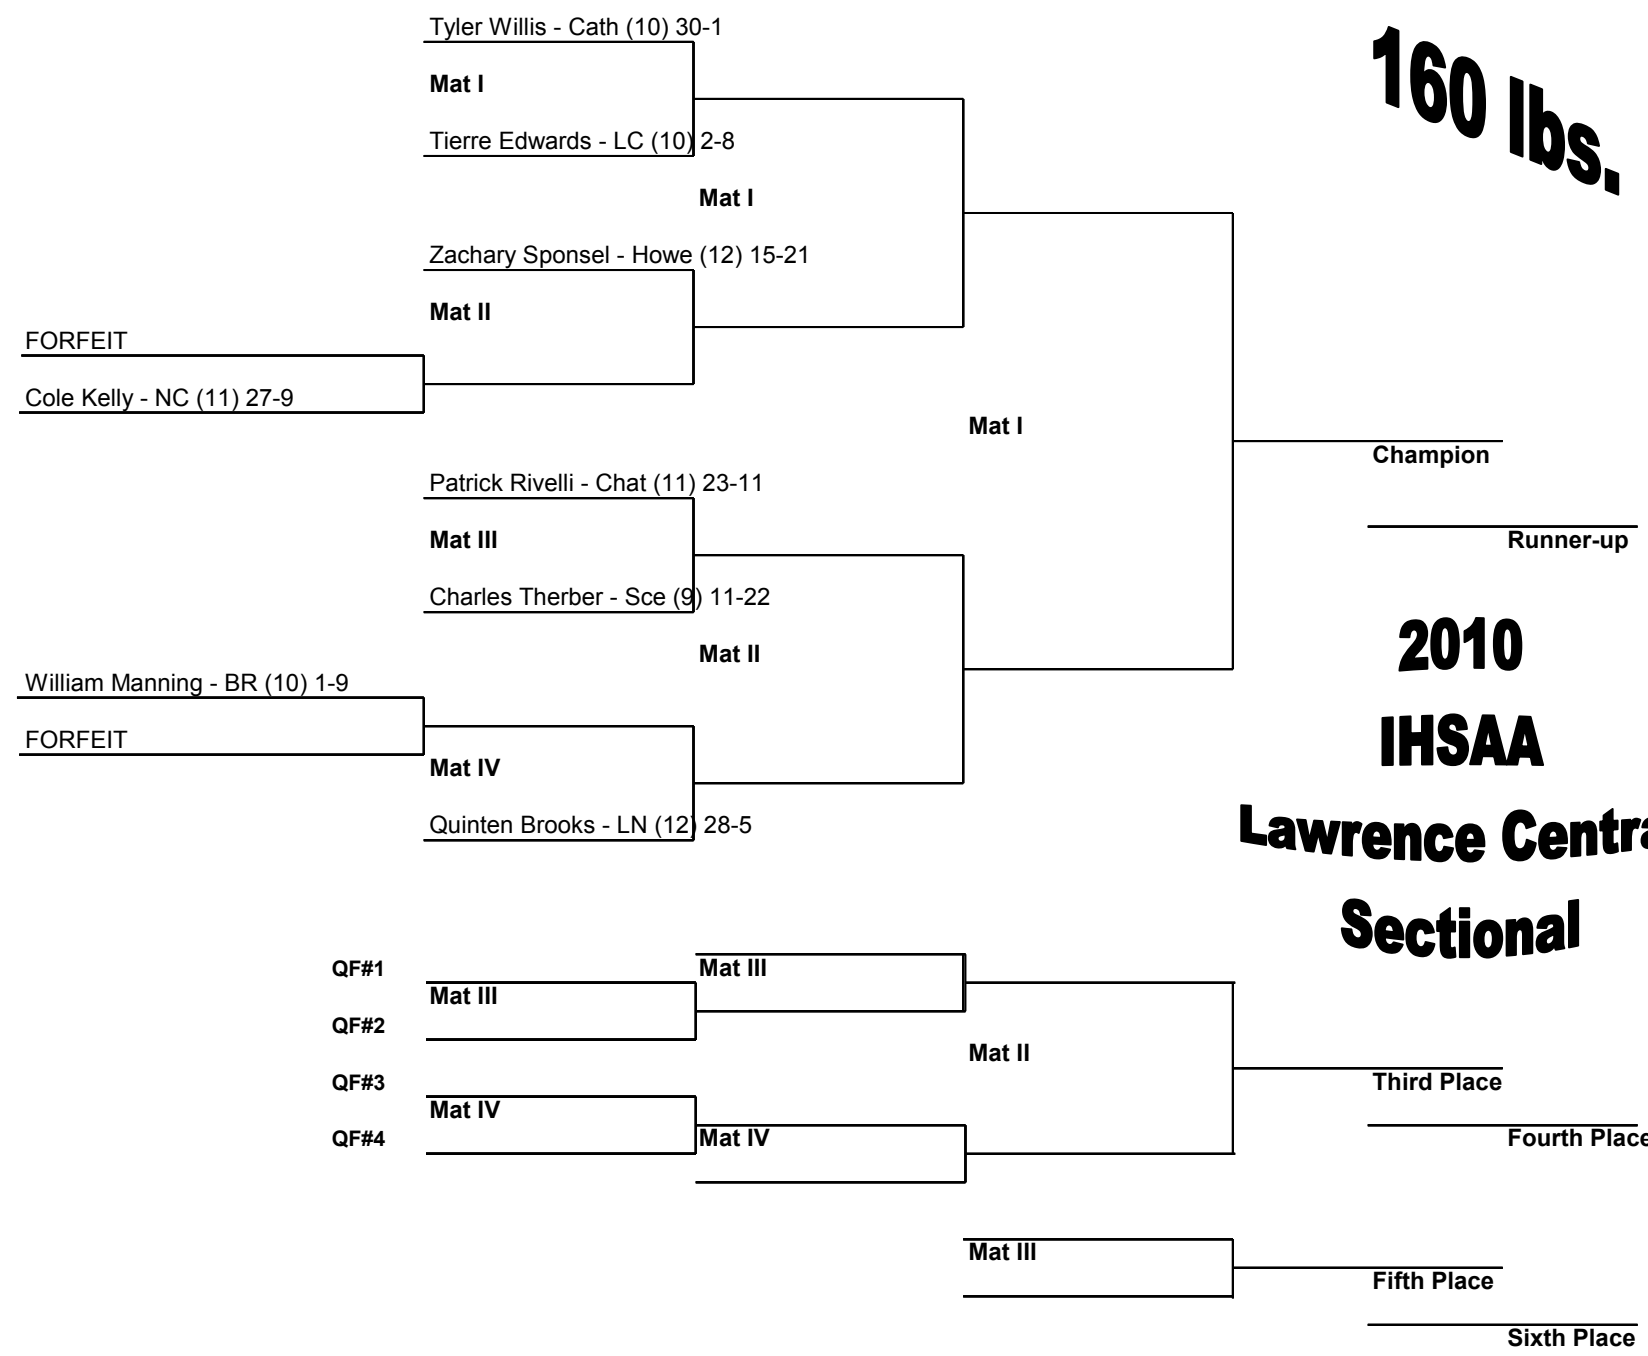 Tyler Willis - Cath (10) 30-1
160 lbs.
Mat I
Tierre Edwards - LC (10) 2-8
Mat I
Zachary Sponsel - Howe (12) 15-21
Mat II
FORFEIT
Cole Kelly - NC (11) 27-9
Mat I
Champion
Patrick Rivelli - Chat (11) 23-11
Mat III
Runner-up
Charles Therber - Sce (9) 11-22
2010
Mat II
William Manning - BR (10) 1-9
FORFEIT
IHSAA
Mat IV
Quinten Brooks - LN (12) 28-5
Lawrence Centra
Sectional
QF#1
Mat III
Mat III
QF#2
Mat II
QF#3
Third Place
Mat IV
QF#4
Mat IV
Fourth Place
Mat III
Fifth Place
Sixth Place